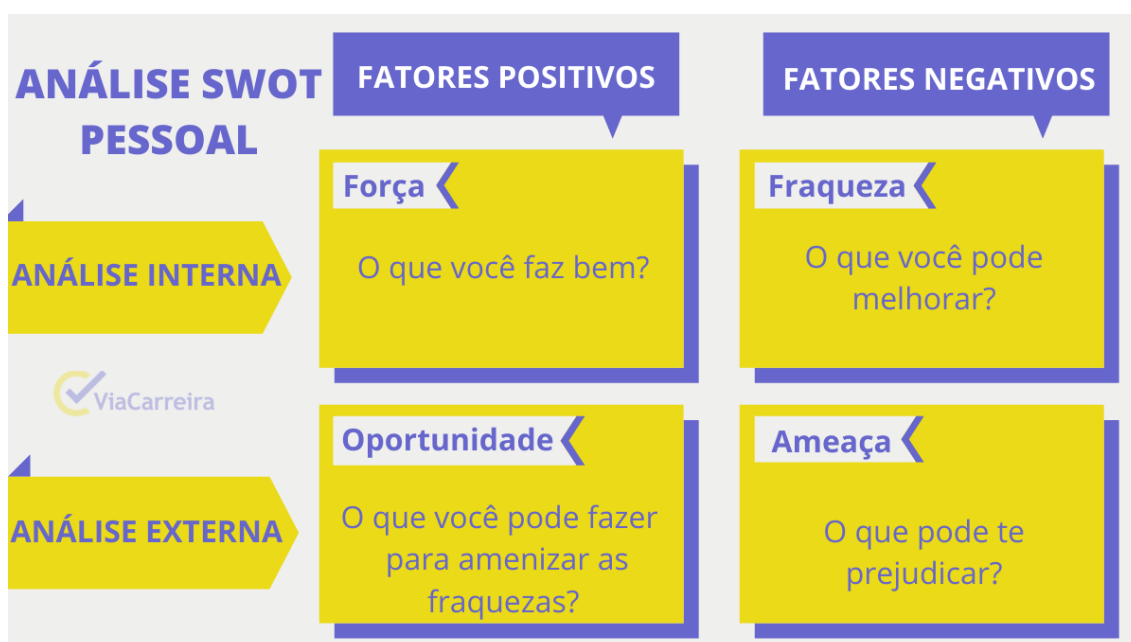 ANÁLISE SWOT
PESSOAL
FATORES POSITIVOS
FATORES NEGATIVOS
ANÁLISE INTERNA
Força
O que você faz bem?
Fraqueza
O que você pode
melhorar?
ViaCarreira
ANÁLISE EXTERNA
Oportunidade
O que você pode fazer
para amenizar as
fraquezas?
Ameaça
O que pode te
prejudicar?